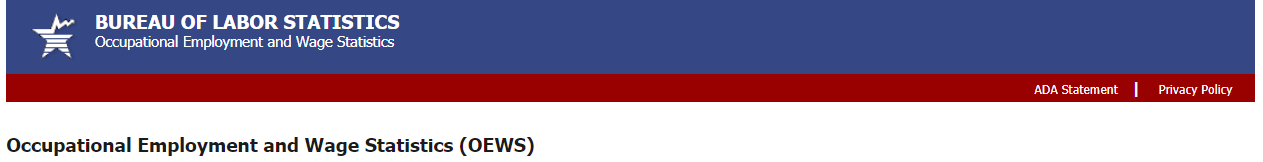 BUREAU OF LABOR STATISTICS
Occupational Employment and Wage Statistics
ADA Statement | Privacy Policy
Occupational Employment and Wage Statistics (OEWS)